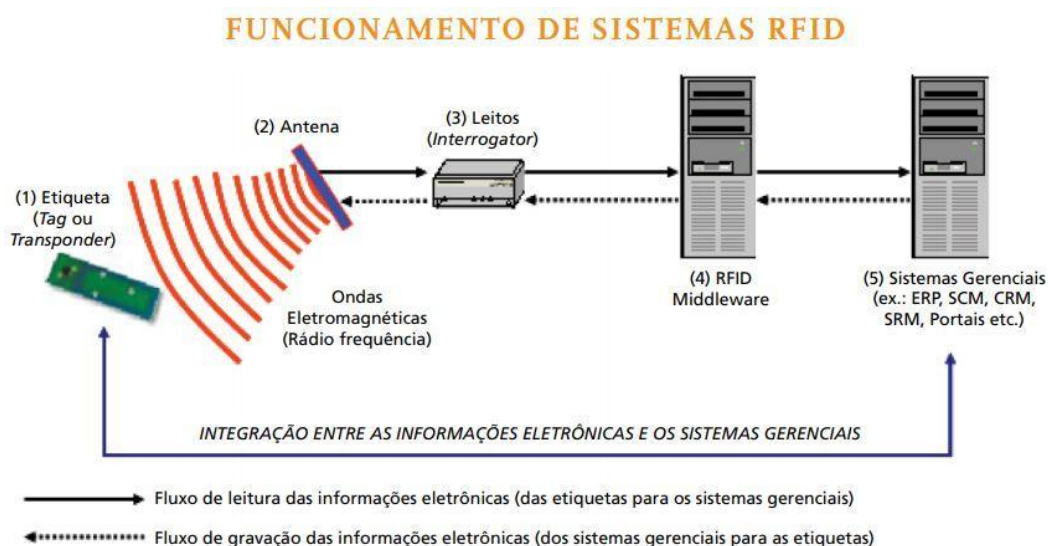 FUNCIONAMENTO DE SISTEMAS RFID
(1) Etiqueta
(Tag ou
Transponder)
(2) Antena
Ondas
Eletromagnéticas
(Rádio frequência)
(3) Leitos
(Interrogator)
(4) RFID
Middleware
(5) Sistemas Gerenciais
(ex.: ERP, SCM, CRM,
SRM, Portais etc.)
INTEGRAÇÃO ENTRE AS INFORMAÇÕES ELETRÔNICAS E OS SISTEMAS GERENCIAIS
Fluxo de leitura das informações eletrônicas (das etiquetas para os sistemas gerenciais)
Fluxo de gravação das informações eletrônicas (dos sistemas gerenciais para as etiquetas)